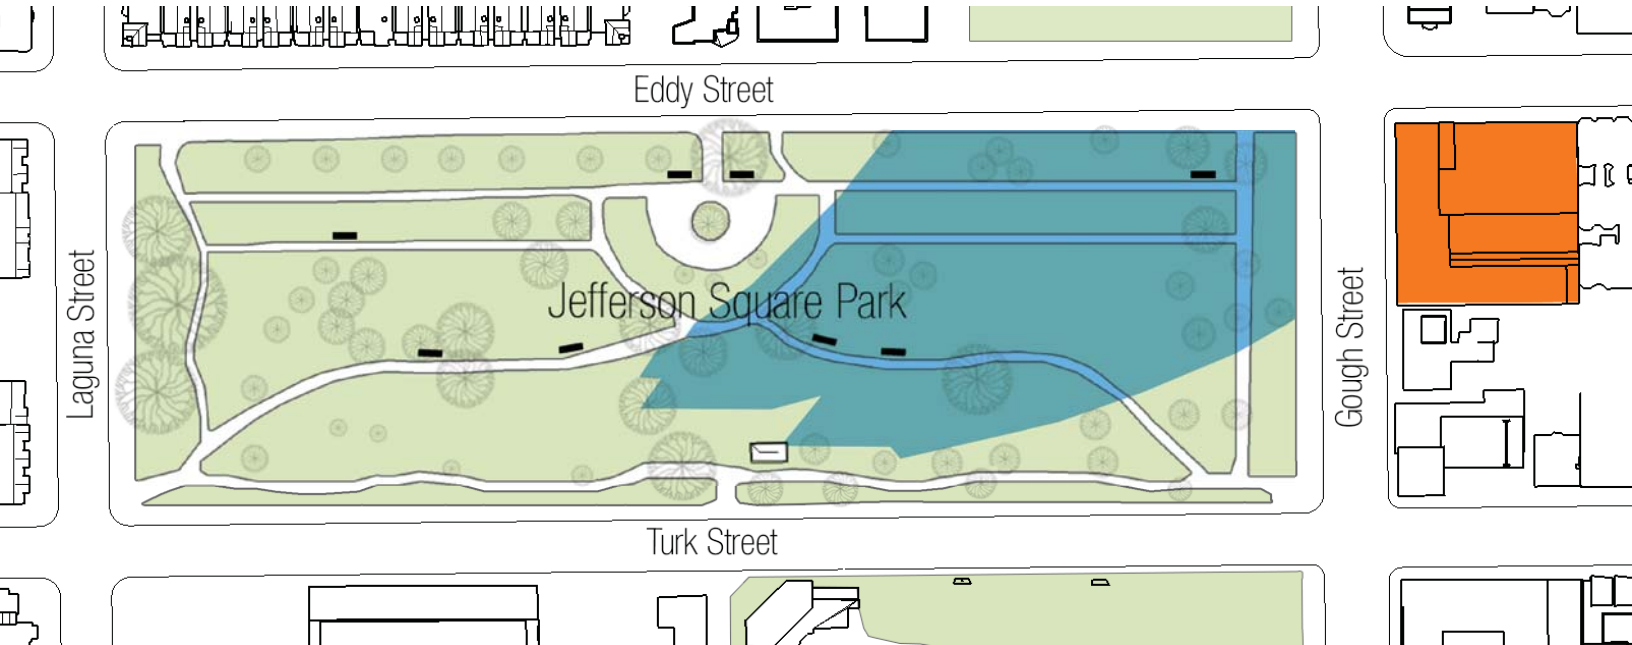 Eddy Street
Laguna Street
Jefferson Square Park
Gough Street
Turk Street